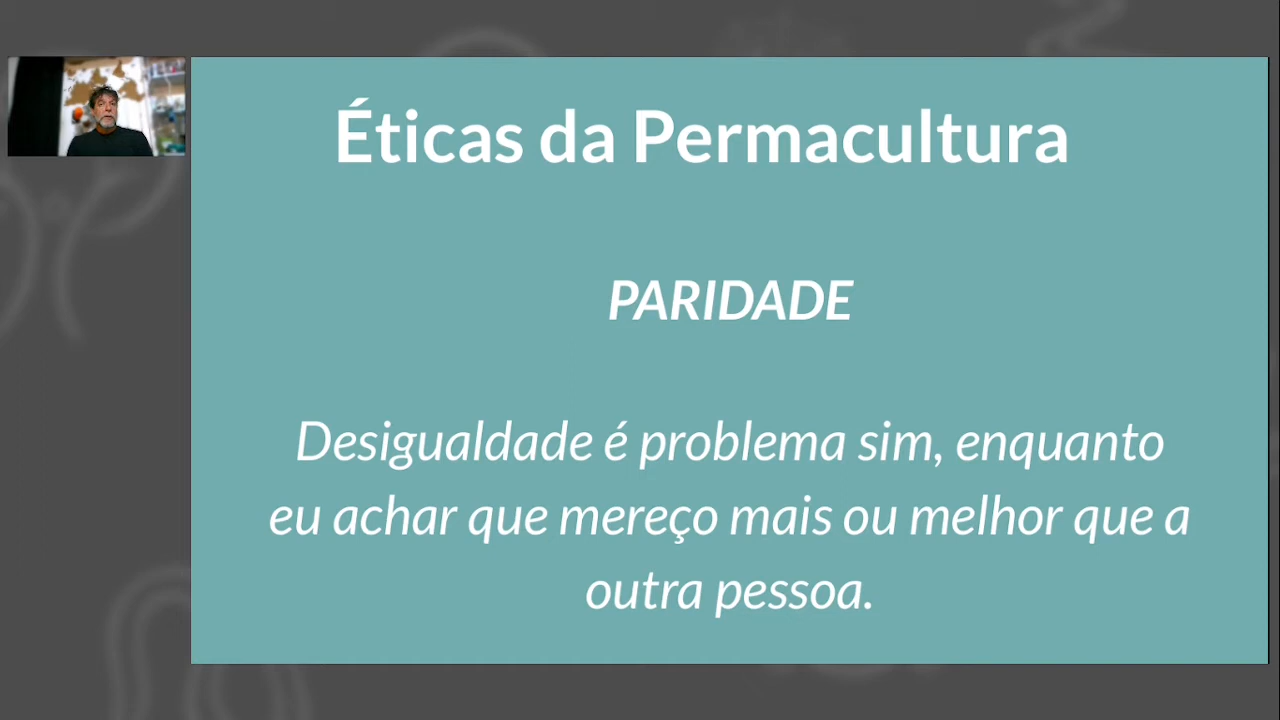 Éticas da Permacultura
PARIDADE
Desigualdade é problema sim, enquanto
eu achar que mereço mais ou melhor que a
outra pessoa.